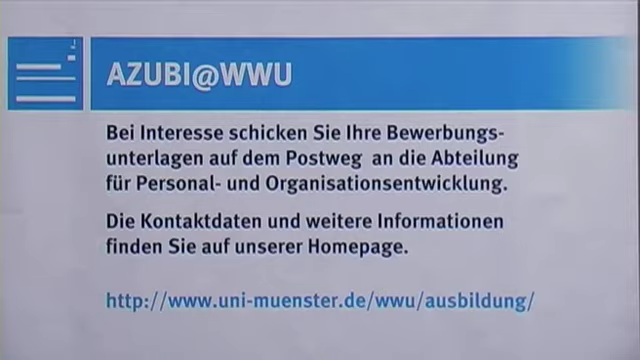 AZUBI@WWU
Bei Interesse schicken Sie Ihre Bewerbungs-
unterlagen auf dem Postweg an die Abteilung
für Personal- und Organisationsentwicklung.
Die Kontaktdaten und weitere Informationen
finden Sie auf unserer Homepage.
http://www.uni-muenster.de/wwu/ausbildung/